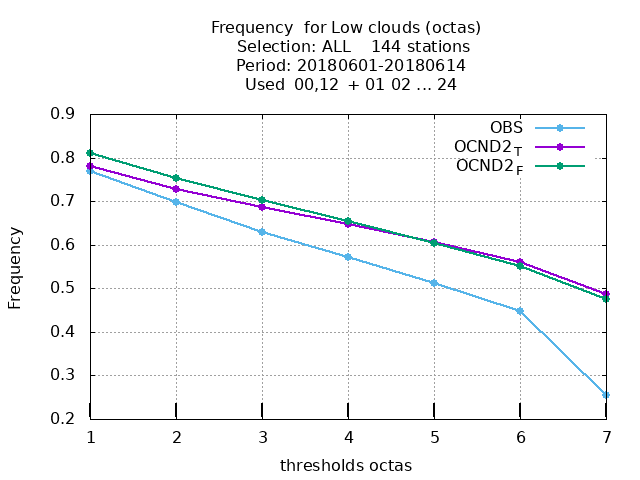 Frequency  for Low clouds (octas)
Selection: ALL    144 stations
Period: 20180601-20180614
Used  00,12  + 01 02 ... 24
OBS
OCND2_T
OCND2_F
Frequency
0.9
0.8
0.7
0.6
0.5
0.4
0.3
0.2
1 2 3 4 5 6 7
thresholds octas